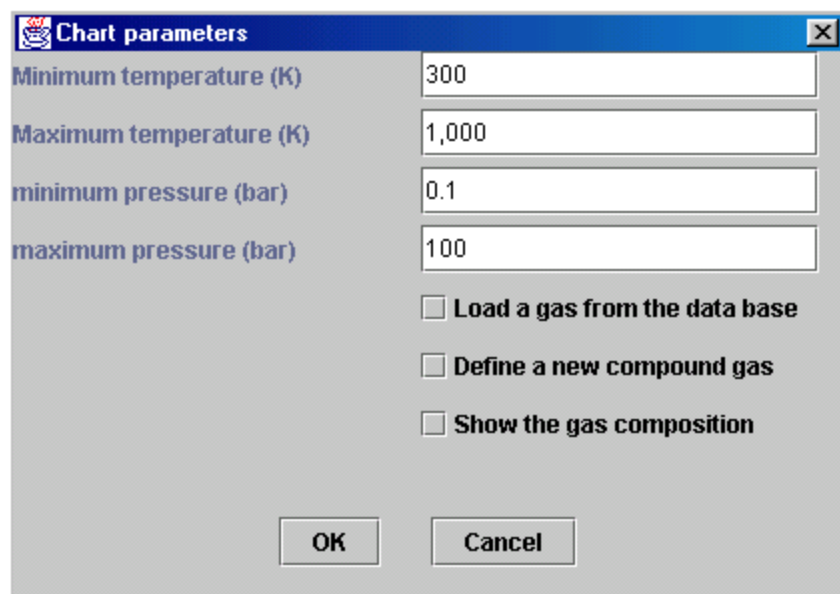 Chart parameters
Minimum temperature (K) 300
Maximum temperature (K) 1,000
minimum pressure (bar) 0.1
maximum pressure (bar) 100
Load a gas from the data base
Define a new compound gas
Show the gas composition
OK Cancel